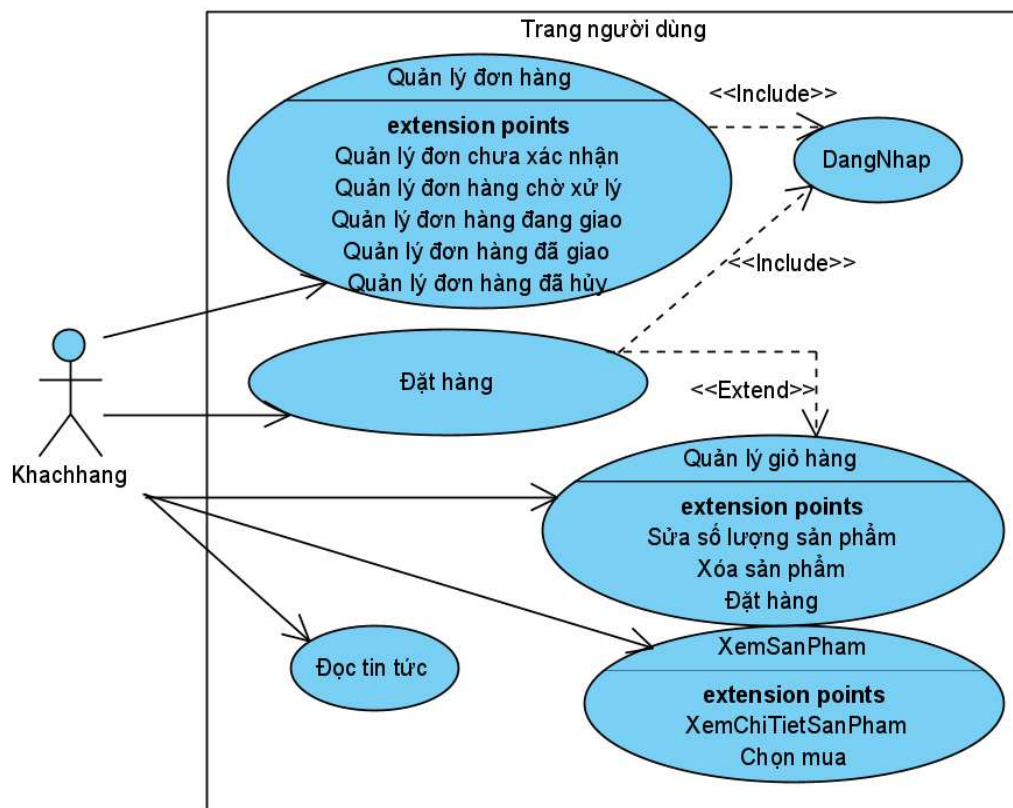 Trang người dùng
Quản lý đơn hàng
extension points
Quản lý đơn chưa xác nhận
Quản lý đơn hàng chờ xử lý
Quản lý đơn hàng đang giao
Quản lý đơn hàng đã giao
Quản lý đơn hàng đã hủy
<<Include>>
DangNhap
<<Include>>
Đặt hàng
<<Extend>>
Khachhang
Quản lý giỏ hàng
extension points
Sửa số lượng sản phẩm
Xóa sản phẩm
Đặt hàng
XemSanPham
extension points
XemChiTietSanPham
Chọn mua
Đọc tin tức